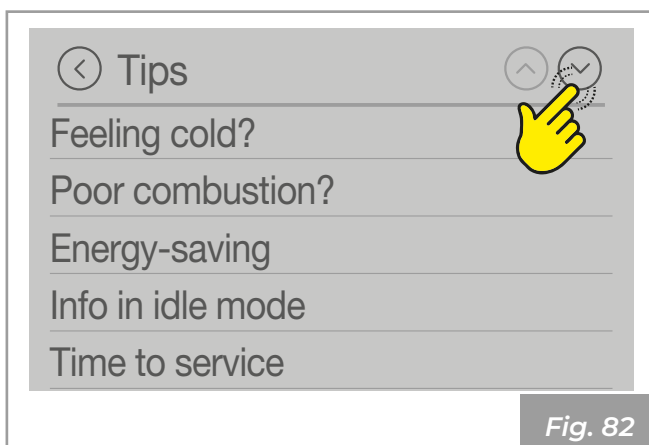 Tips
Feeling cold?
Poor combustion?
Energy-saving
Info in idle mode
Time to service
Fig. 82